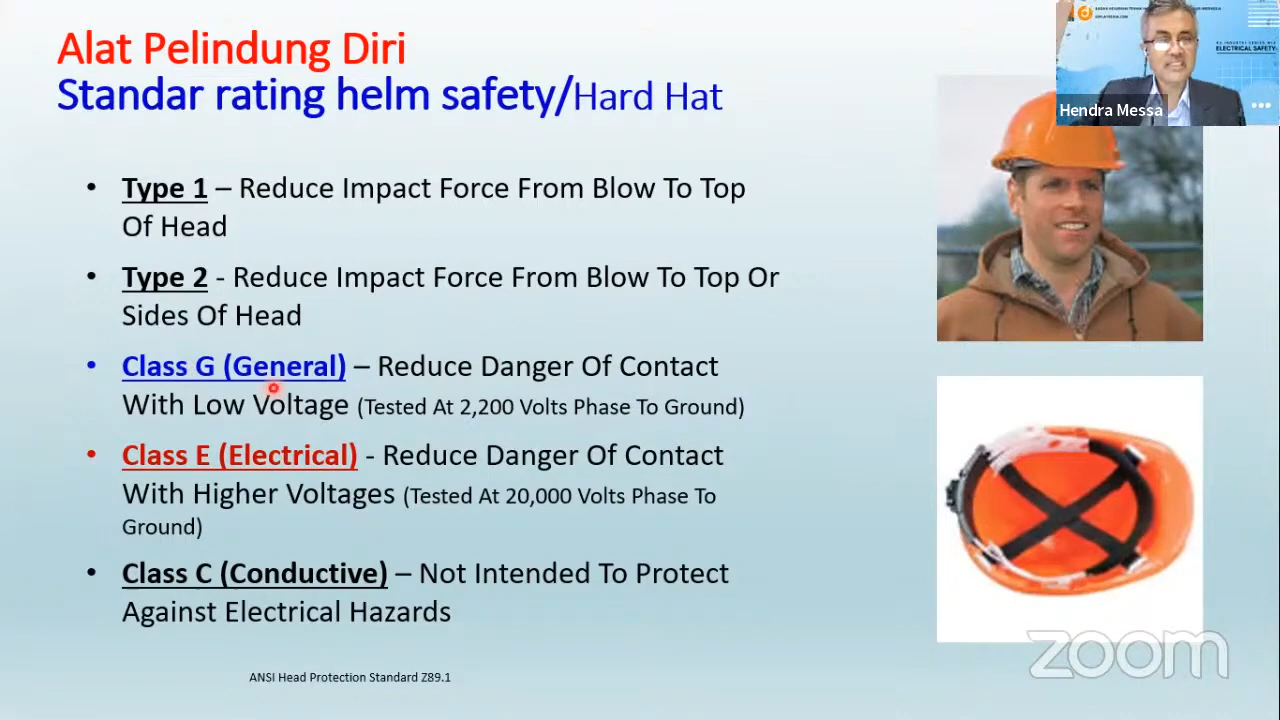 Alat Pelindung Diri
Standar rating helm safety/Hard Hat
• Type 1 – Reduce Impact Force From Blow To Top
Of Head
• Type 2 - Reduce Impact Force From Blow To Top Or
Sides Of Head
• Class G (General) – Reduce Danger Of Contact
With Low Voltage (Tested At 2,200 Volts Phase To Ground)
• Class E (Electrical) - Reduce Danger Of Contact
With Higher Voltages (Tested At 20,000 Volts Phase To
Ground)
• Class C (Conductive) – Not Intended To Protect
Against Electrical Hazards
ANSI Head Protection Standard Z89.1
ELECTRICAL SAFETY
Hendra Messa
zoom